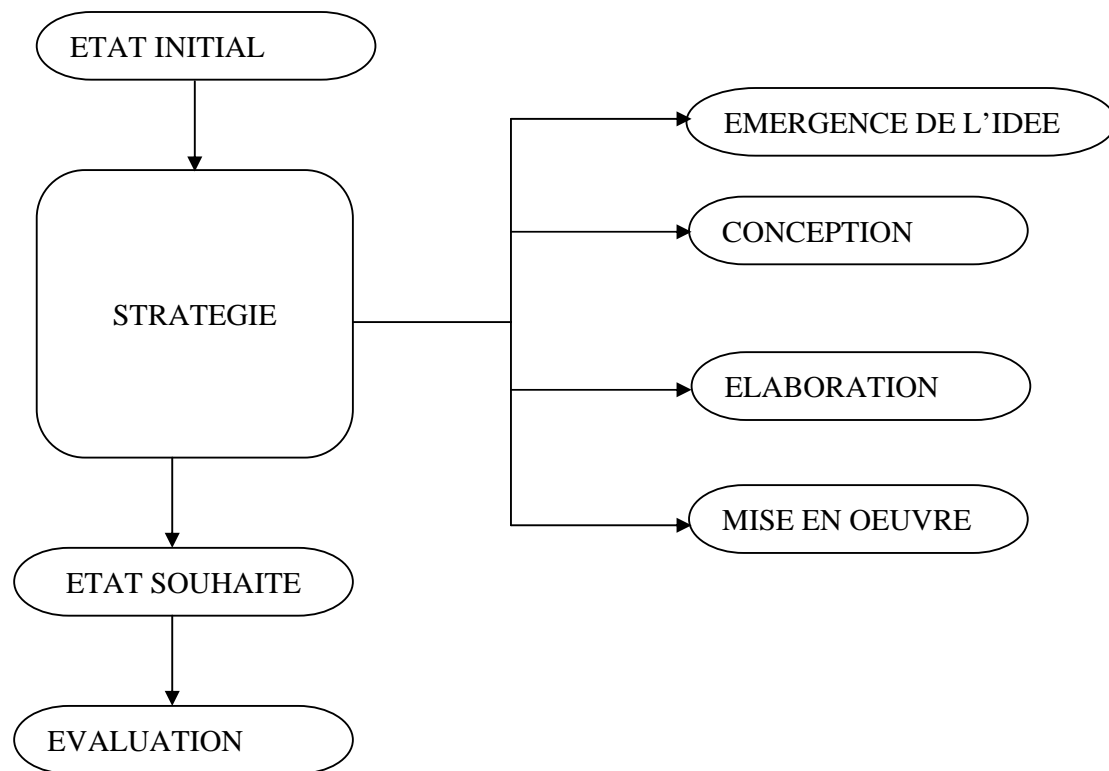 ETAT INITIAL
EMERGENCE DE L’IDEE
CONCEPTION
STRATEGIE
ELABORATION
MISE EN OEUVRE
ETAT SOUHAITE
EVALUATION